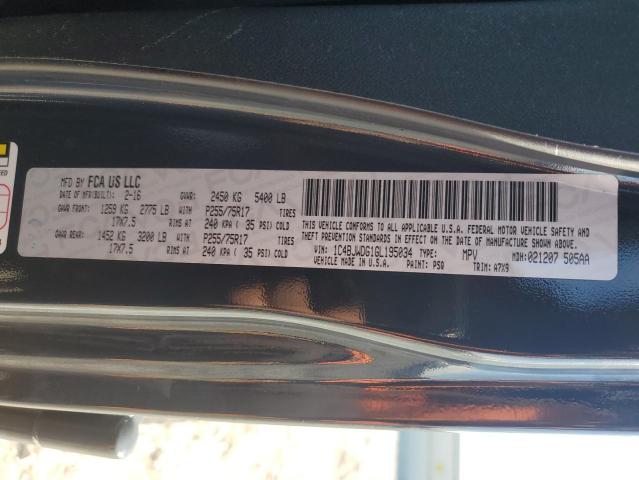 MFD BY FCA US LLC
DATE OF MFR(BUILT): 2-16 GVWR: 2450 KG 5400 LB
GAWR FRONT: 1259 KG 2775 LB WITH P255/75R17 TIRES
17X7.5 RIMS AT 240 KPA ( 35 PSI) COLD
GAWR REAR: 1452 KG 3200 LB WITH P255/75R17 TIRES
17X7.5 RIMS AT 240 KPA ( 35 PSI) COLD
THIS VEHICLE CONFORMS TO ALL APPLICABLE U.S.A. FEDERAL MOTOR VEHICLE SAFETY AND
THEFT PREVENTION STANDARDS IN EFFECT ON THE DATE OF MANUFACTURE SHOWN ABOVE.
VIN: 1C4BJWDG1GL195034 TYPE: MPV MDH:021207 505AA
VEHICLE MADE IN U.S.A. PAINT: TRIM: A7X9